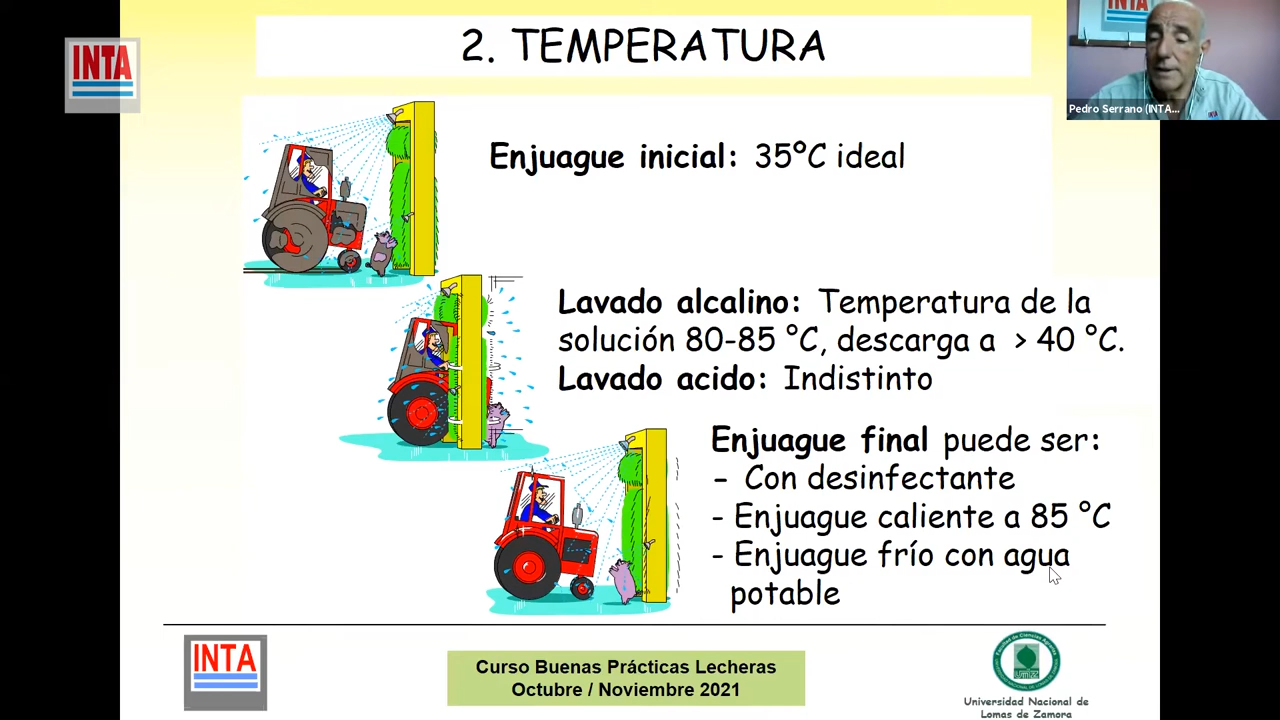 2. TEMPERATURA
INTA
Pedro Serrano (INTA...
INTA
Enjuague inicial: 35ºC ideal
Lavado alcalino: Temperatura de la
solución 80-85 °C, descarga a > 40 °C.
Lavado acido: Indistinto
Enjuague final puede ser:
- Con desinfectante
- Enjuague caliente a 85 °C
- Enjuague frío con agua
potable
INTA
Curso Buenas Prácticas Lecheras
Octubre / Noviembre 2021
Universidad Nacional de
Lomas de Zamora